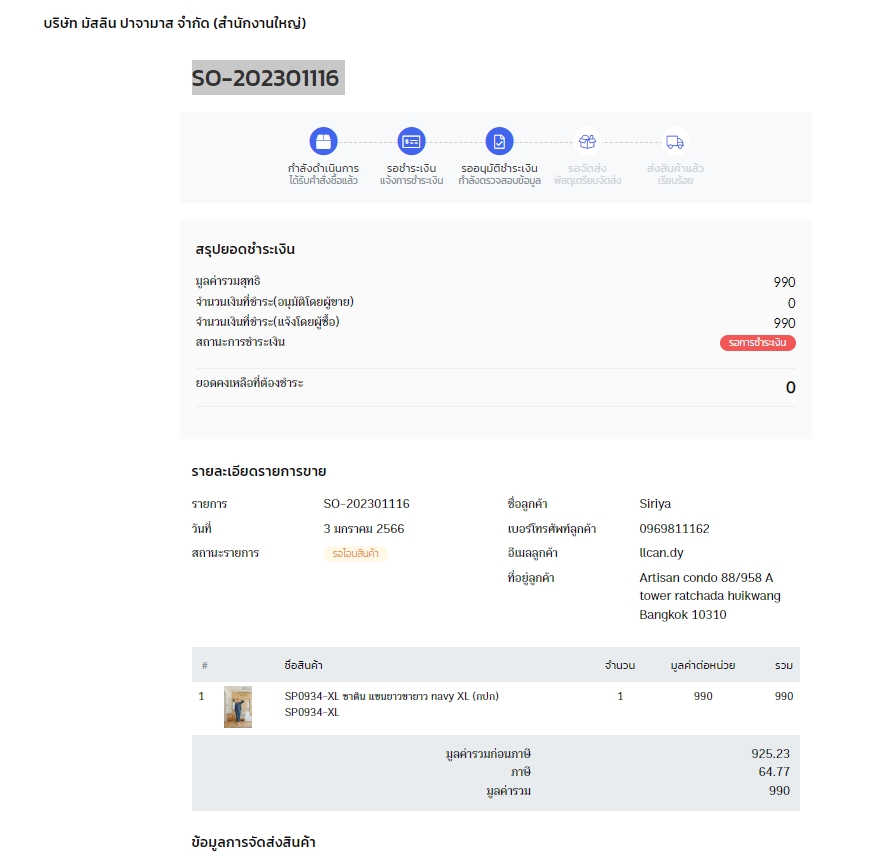 บริษัท มัสลิน ปาจามาส จำกัด (สำนักงานใหญ่)
SO-202301116
กำลังดำเนินการ
ได้รับคำสั่งซื้อแล้ว
รอชำระเงิน
แจ้งการชำระเงิน
รออนุมัติชำระเงิน
กำลังตรวจสอบข้อมูล
รอจัดส่ง
พัสดุเตรียมจัดส่ง
ส่งสินค้าแล้ว
เรียบร้อย
สรุปยอดชำระเงิน
มูลค่ารวมสุทธิ 990
จำนวนเงินที่ชำระ(อนุมัติโดยผู้ขาย) 0
จำนวนเงินที่ชำระ(แจ้งโดยผู้ซื้อ) 990
สถานะการชำระเงิน รอการชำระเงิน
ยอดคงเหลือที่ต้องชำระ 0
รายละเอียดรายการขาย
รายการ SO-202301116 ชื่อลูกค้า Siriya
วันที่ 3 มกราคม 2566 เบอร์โทรศัพท์ลูกค้า 0969811162
สถานะรายการ รอโอนสินค้า อีเมลลูกค้า llcan.dy
ที่อยู่ลูกค้า Artisan condo 88/958 A
tower ratchada huikwang
Bangkok 10310
# ชื่อสินค้า จำนวน มูลค่าต่อหน่วย รวม
1 SP0934-XL ซาติน แขนยาวขายาว navy XL (กปก) 1 990 990
SP0934-XL
มูลค่ารวมก่อนภาษี 925.23
ภาษี 64.77
มูลค่ารวม 990
ข้อมูลการจัดส่งสินค้า